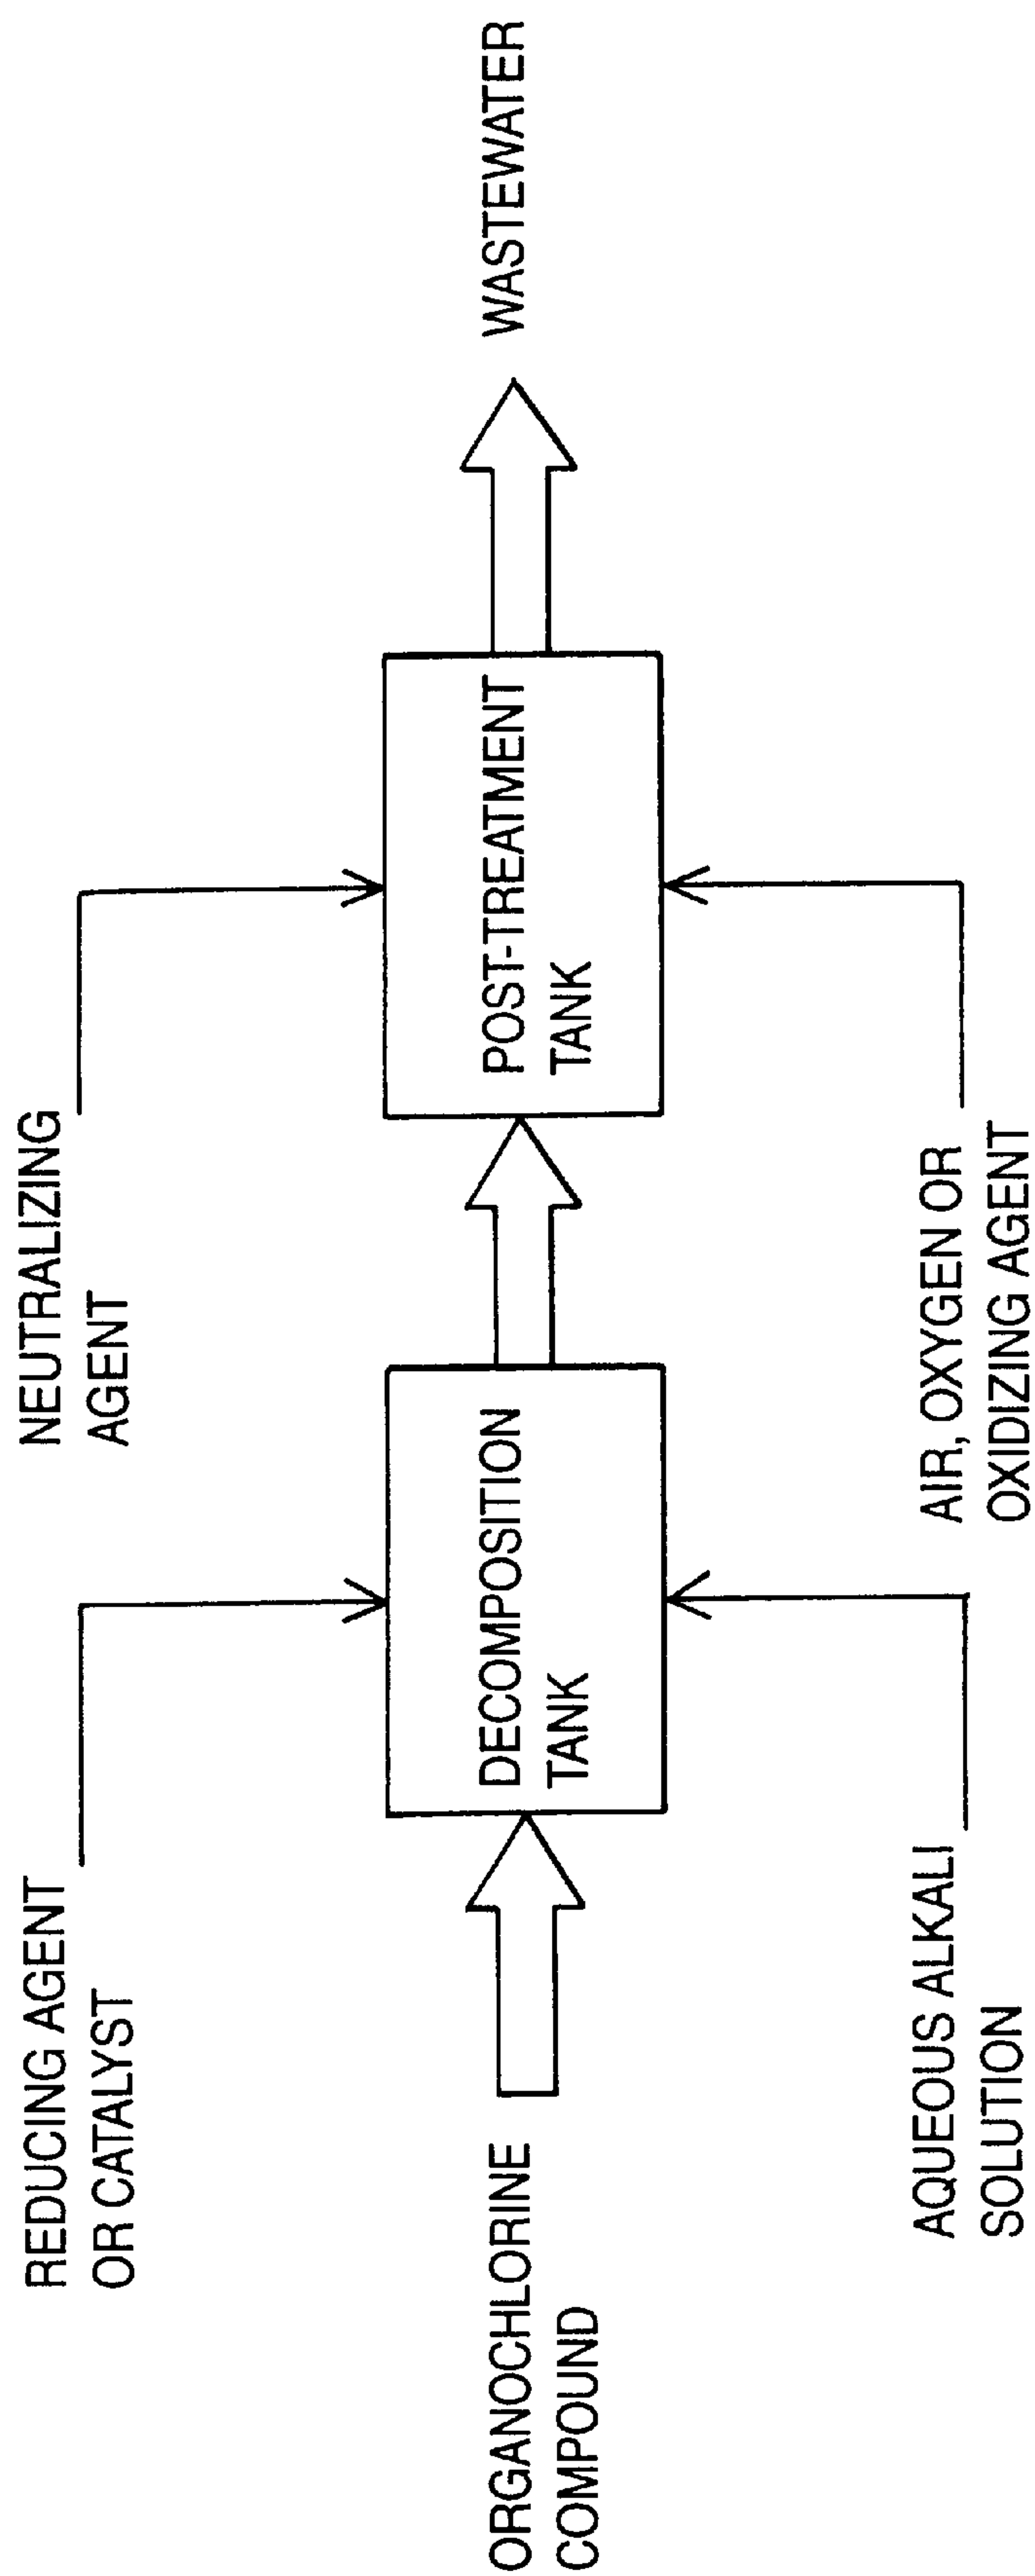 REDUCING AGENT
OR CATALYST
NEUTRALIZING
AGENT
ORGANOCHLORINE
COMPOUND
DECOMPOSITION
TANK
POST-TREATMENT
TANK
WASTEWATER
AQUEOUS ALKALI
SOLUTION
AIR, OXYGEN OR
OXIDIZING AGENT